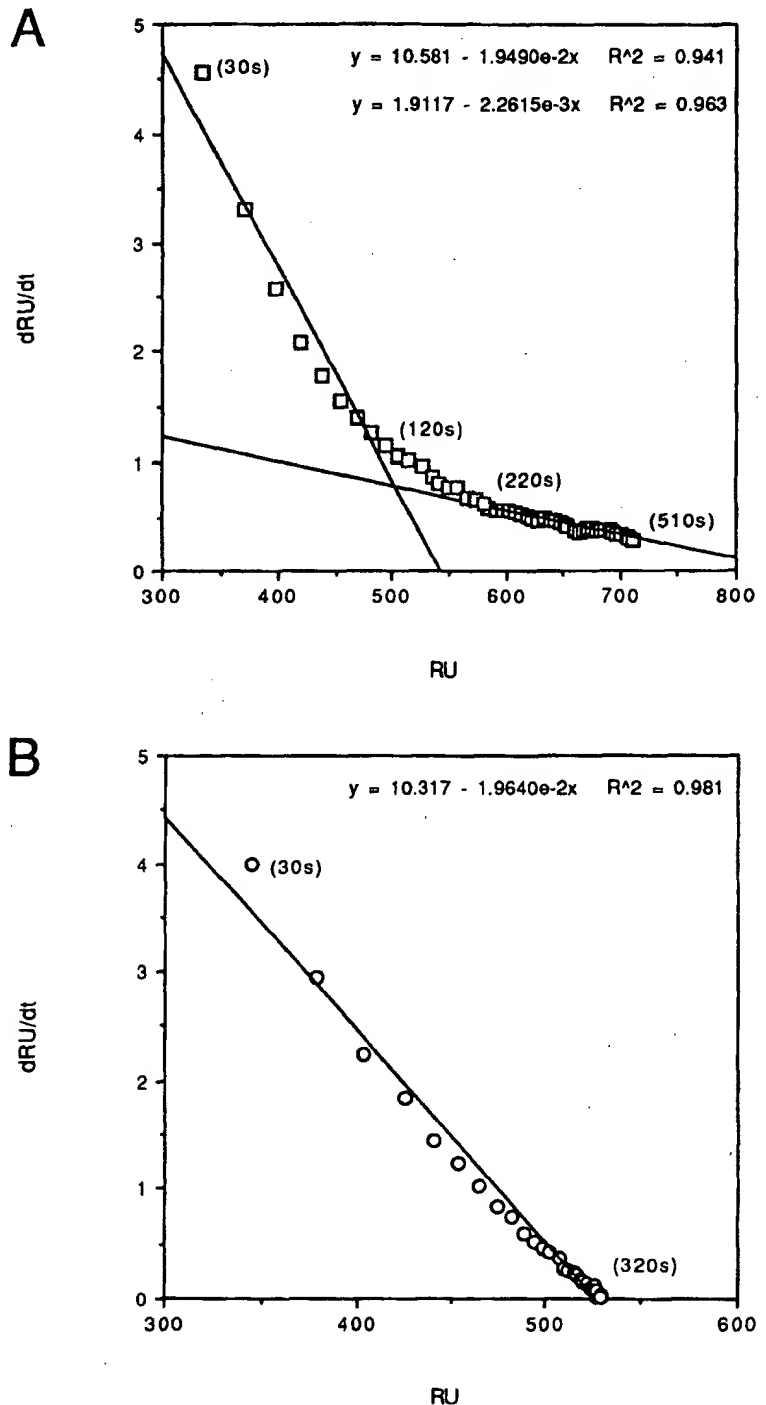 A
5
4
3
2
1
0
dRU/dt
y = 10.581 - 1.9490e-2x R^2 = 0.941
y = 1.9117 - 2.2615e-3x R^2 = 0.963
(30s)
(120s)
(220s)
(510s)
300 400 500 600 700 800
RU
B
5
4
3
2
1
0
dRU/dt
y = 10.317 - 1.9640e-2x R^2 = 0.981
(30s)
(320s)
300 400 500 600
RU